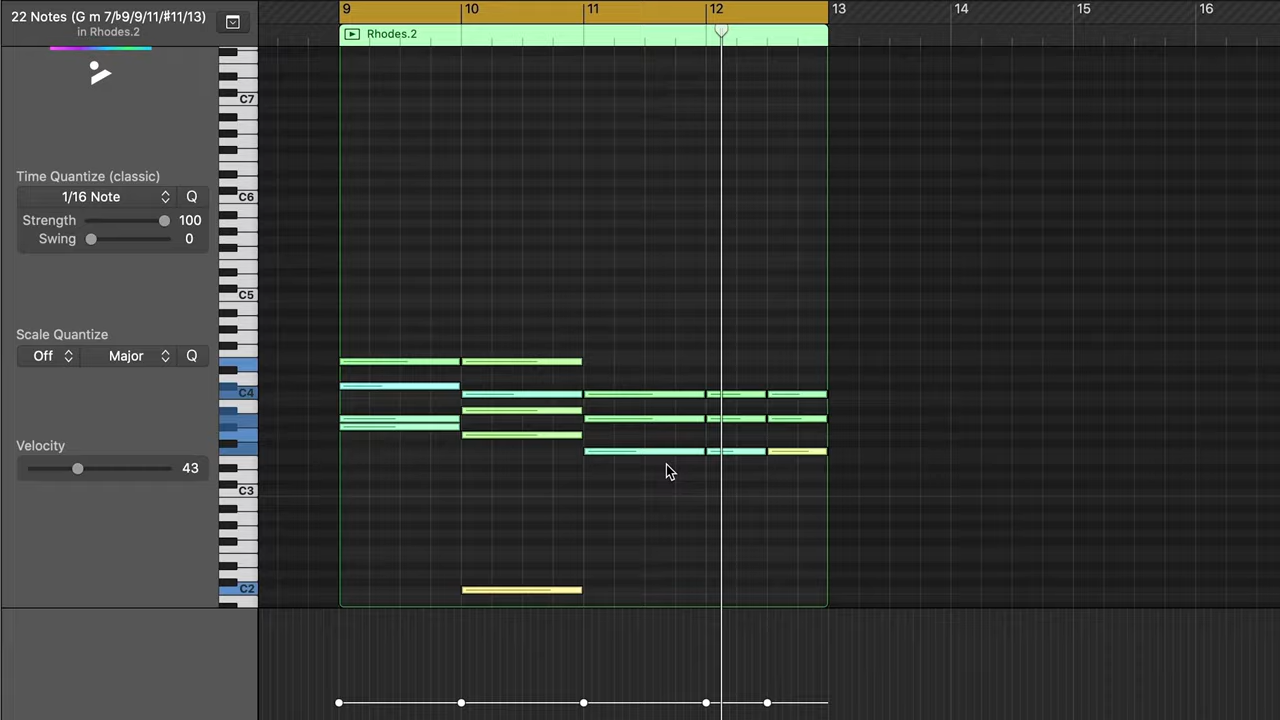 22 Notes (G m 7/♭9/9/11/#11/13)
in Rhodes.2
9 10 11 12 13 14 15 16
Rhodes.2
C7
Time Quantize (classic)
1/16 Note Q
C6
Strength 100
Swing 0
C5
Scale Quantize
Off Major Q
C4
Velocity
43
C3
C2